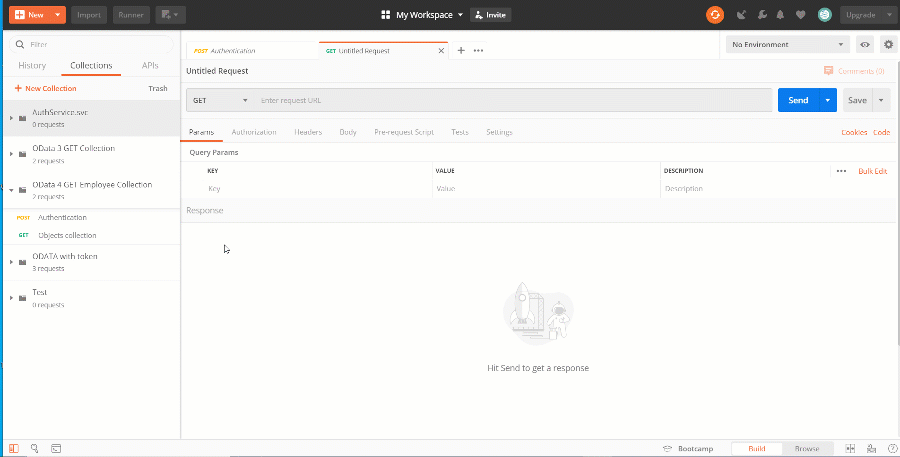 New
Import
Runner
My Workspace
Invite
Upgrade
Filter
History
Collections
APIs
New Collection
Trash
AuthService.svc
0 requests
OData 3 GET Collection
2 requests
OData 4 GET Employee Collection
2 requests
POST Authentication
GET Objects collection
ODATA with token
3 requests
Test
0 requests
POST Authentication
GET Untitled Request
No Environment
Untitled Request
Comments (0)
GET
Enter request URL
Send
Save
Params
Authorization
Headers
Body
Pre-request Script
Tests
Settings
Cookies
Code
Query Params
KEY
VALUE
DESCRIPTION
Bulk Edit
Key
Value
Description
Response
Hit Send to get a response
Bootcamp
Build
Browse